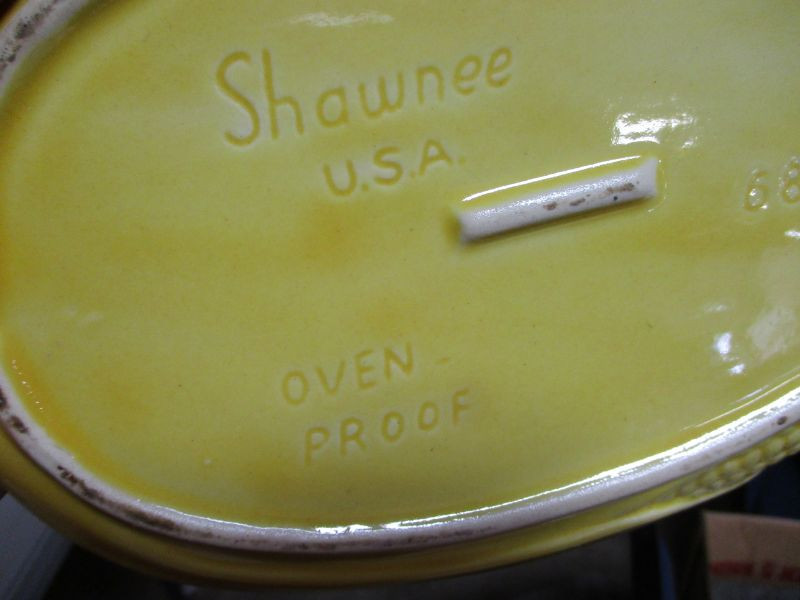 Shawnee
U.S.A.
68
OVEN -
PROOF